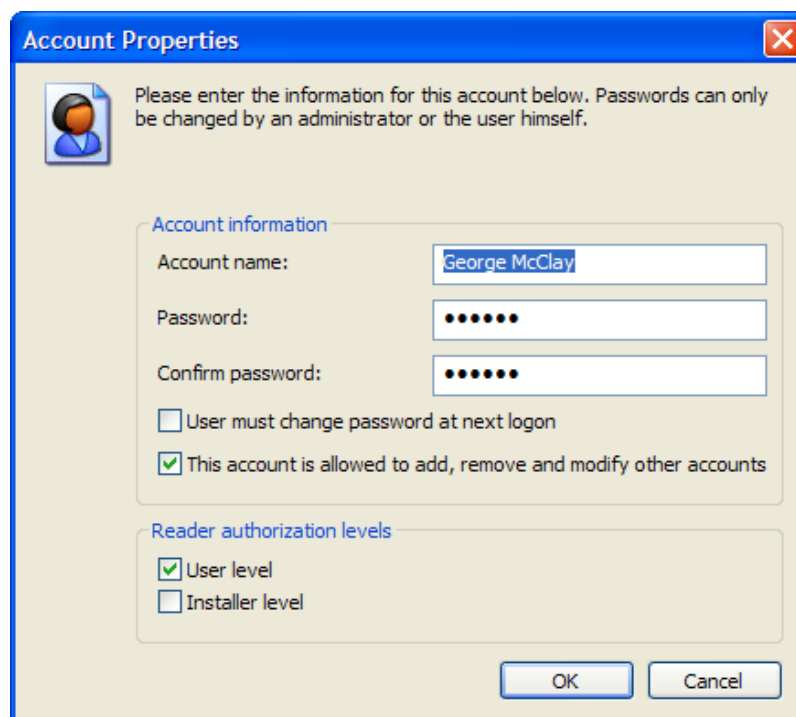 Account Properties
Please enter the information for this account below. Passwords can only
be changed by an administrator or the user himself.
Account information
Account name:
George McClay
Password:
●●●●●●
Confirm password:
●●●●●●
User must change password at next logon
This account is allowed to add, remove and modify other accounts
Reader authorization levels
User level
Installer level
OK
Cancel